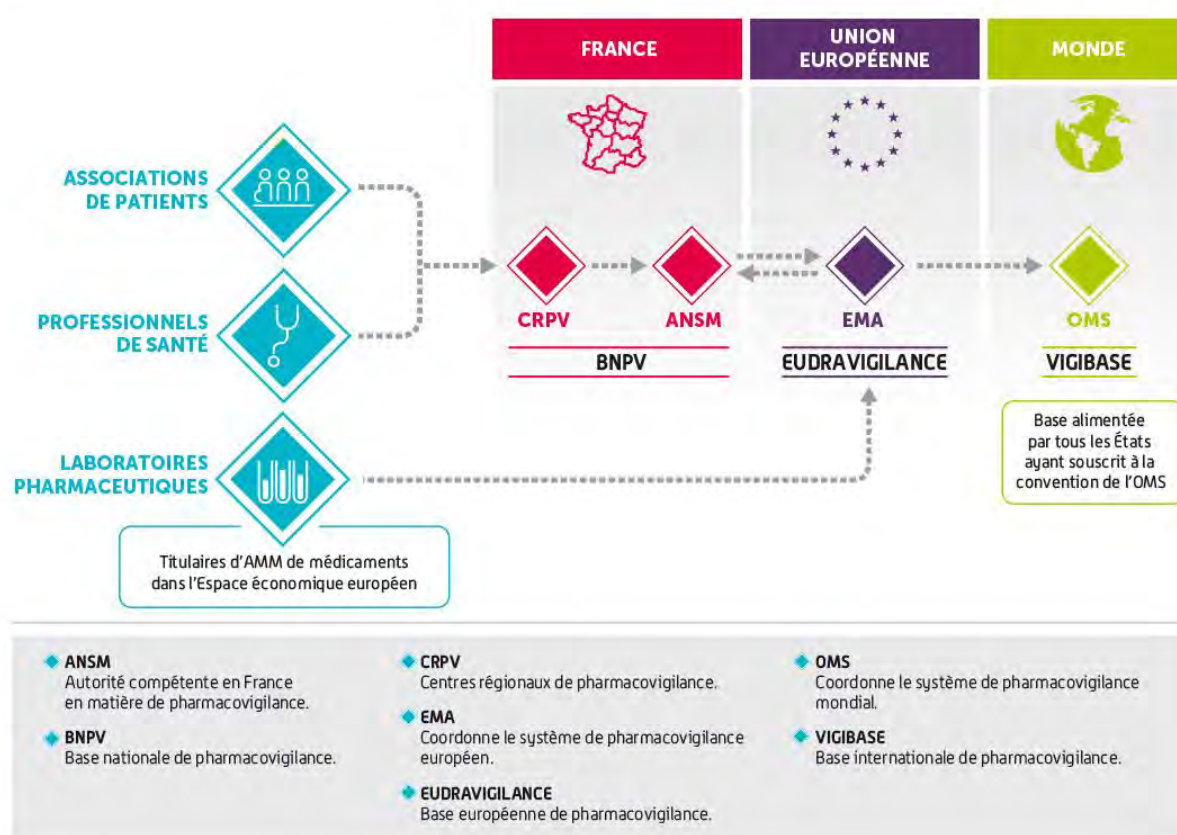 FRANCE
UNION
EUROPÉENNE
MONDE
ASSOCIATIONS
DE PATIENTS
PROFESSIONNELS
DE SANTÉ
LABORATOIRES
PHARMACEUTIQUES
Titulaires d'AMM de médicaments
dans l'Espace économique européen
CRPV
ANSM
BNPV
EMA
EUDRAVIGILANCE
OMS
VIGIBASE
Base alimentée
par tous les États
ayant souscrit à la
convention de l'OMS
ANSM
Autorité compétente en France
en matière de pharmacovigilance.
BNPV
Base nationale de pharmacovigilance.
CRPV
Centres régionaux de pharmacovigilance.
EMA
Coordonne le système de pharmacovigilance
européen.
EUDRAVIGILANCE
Base européenne de pharmacovigilance.
OMS
Coordonne le système de pharmacovigilance
mondial.
VIGIBASE
Base internationale de pharmacovigilance.